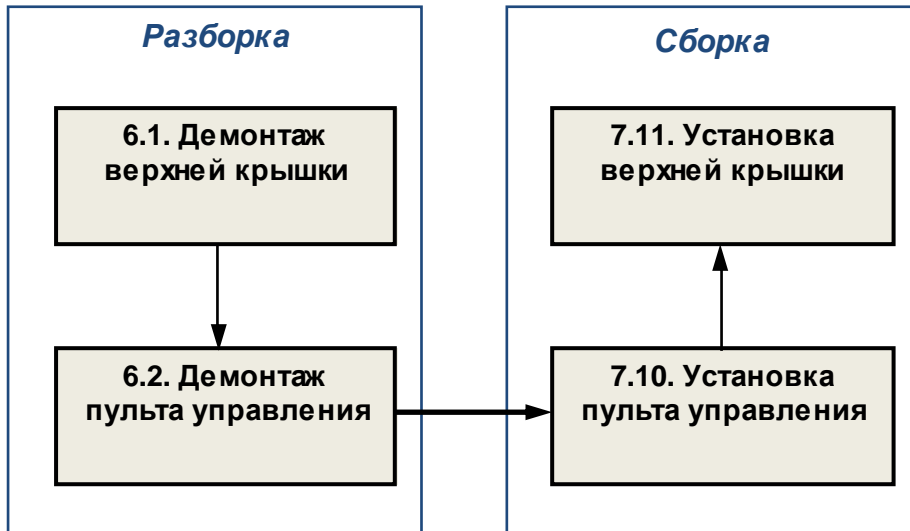 Разборка
6.1. Демонтаж
верхней крышки
6.2. Демонтаж
пульта управления
Сборка
7.11. Установка
верхней крышки
7.10. Установка
пульта управления